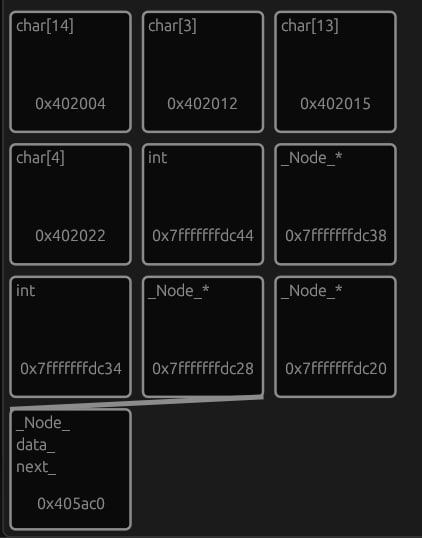 char[14] char[3] char[13]
0x402004 0x402012 0x402015
char[4] int _Node_*
0x402022 0x7fffffffdc44 0x7fffffffdc38
int _Node_* _Node_*
0x7fffffffdc34 0x7fffffffdc28 0x7fffffffdc20
_Node_
data_
next_
0x405ac0